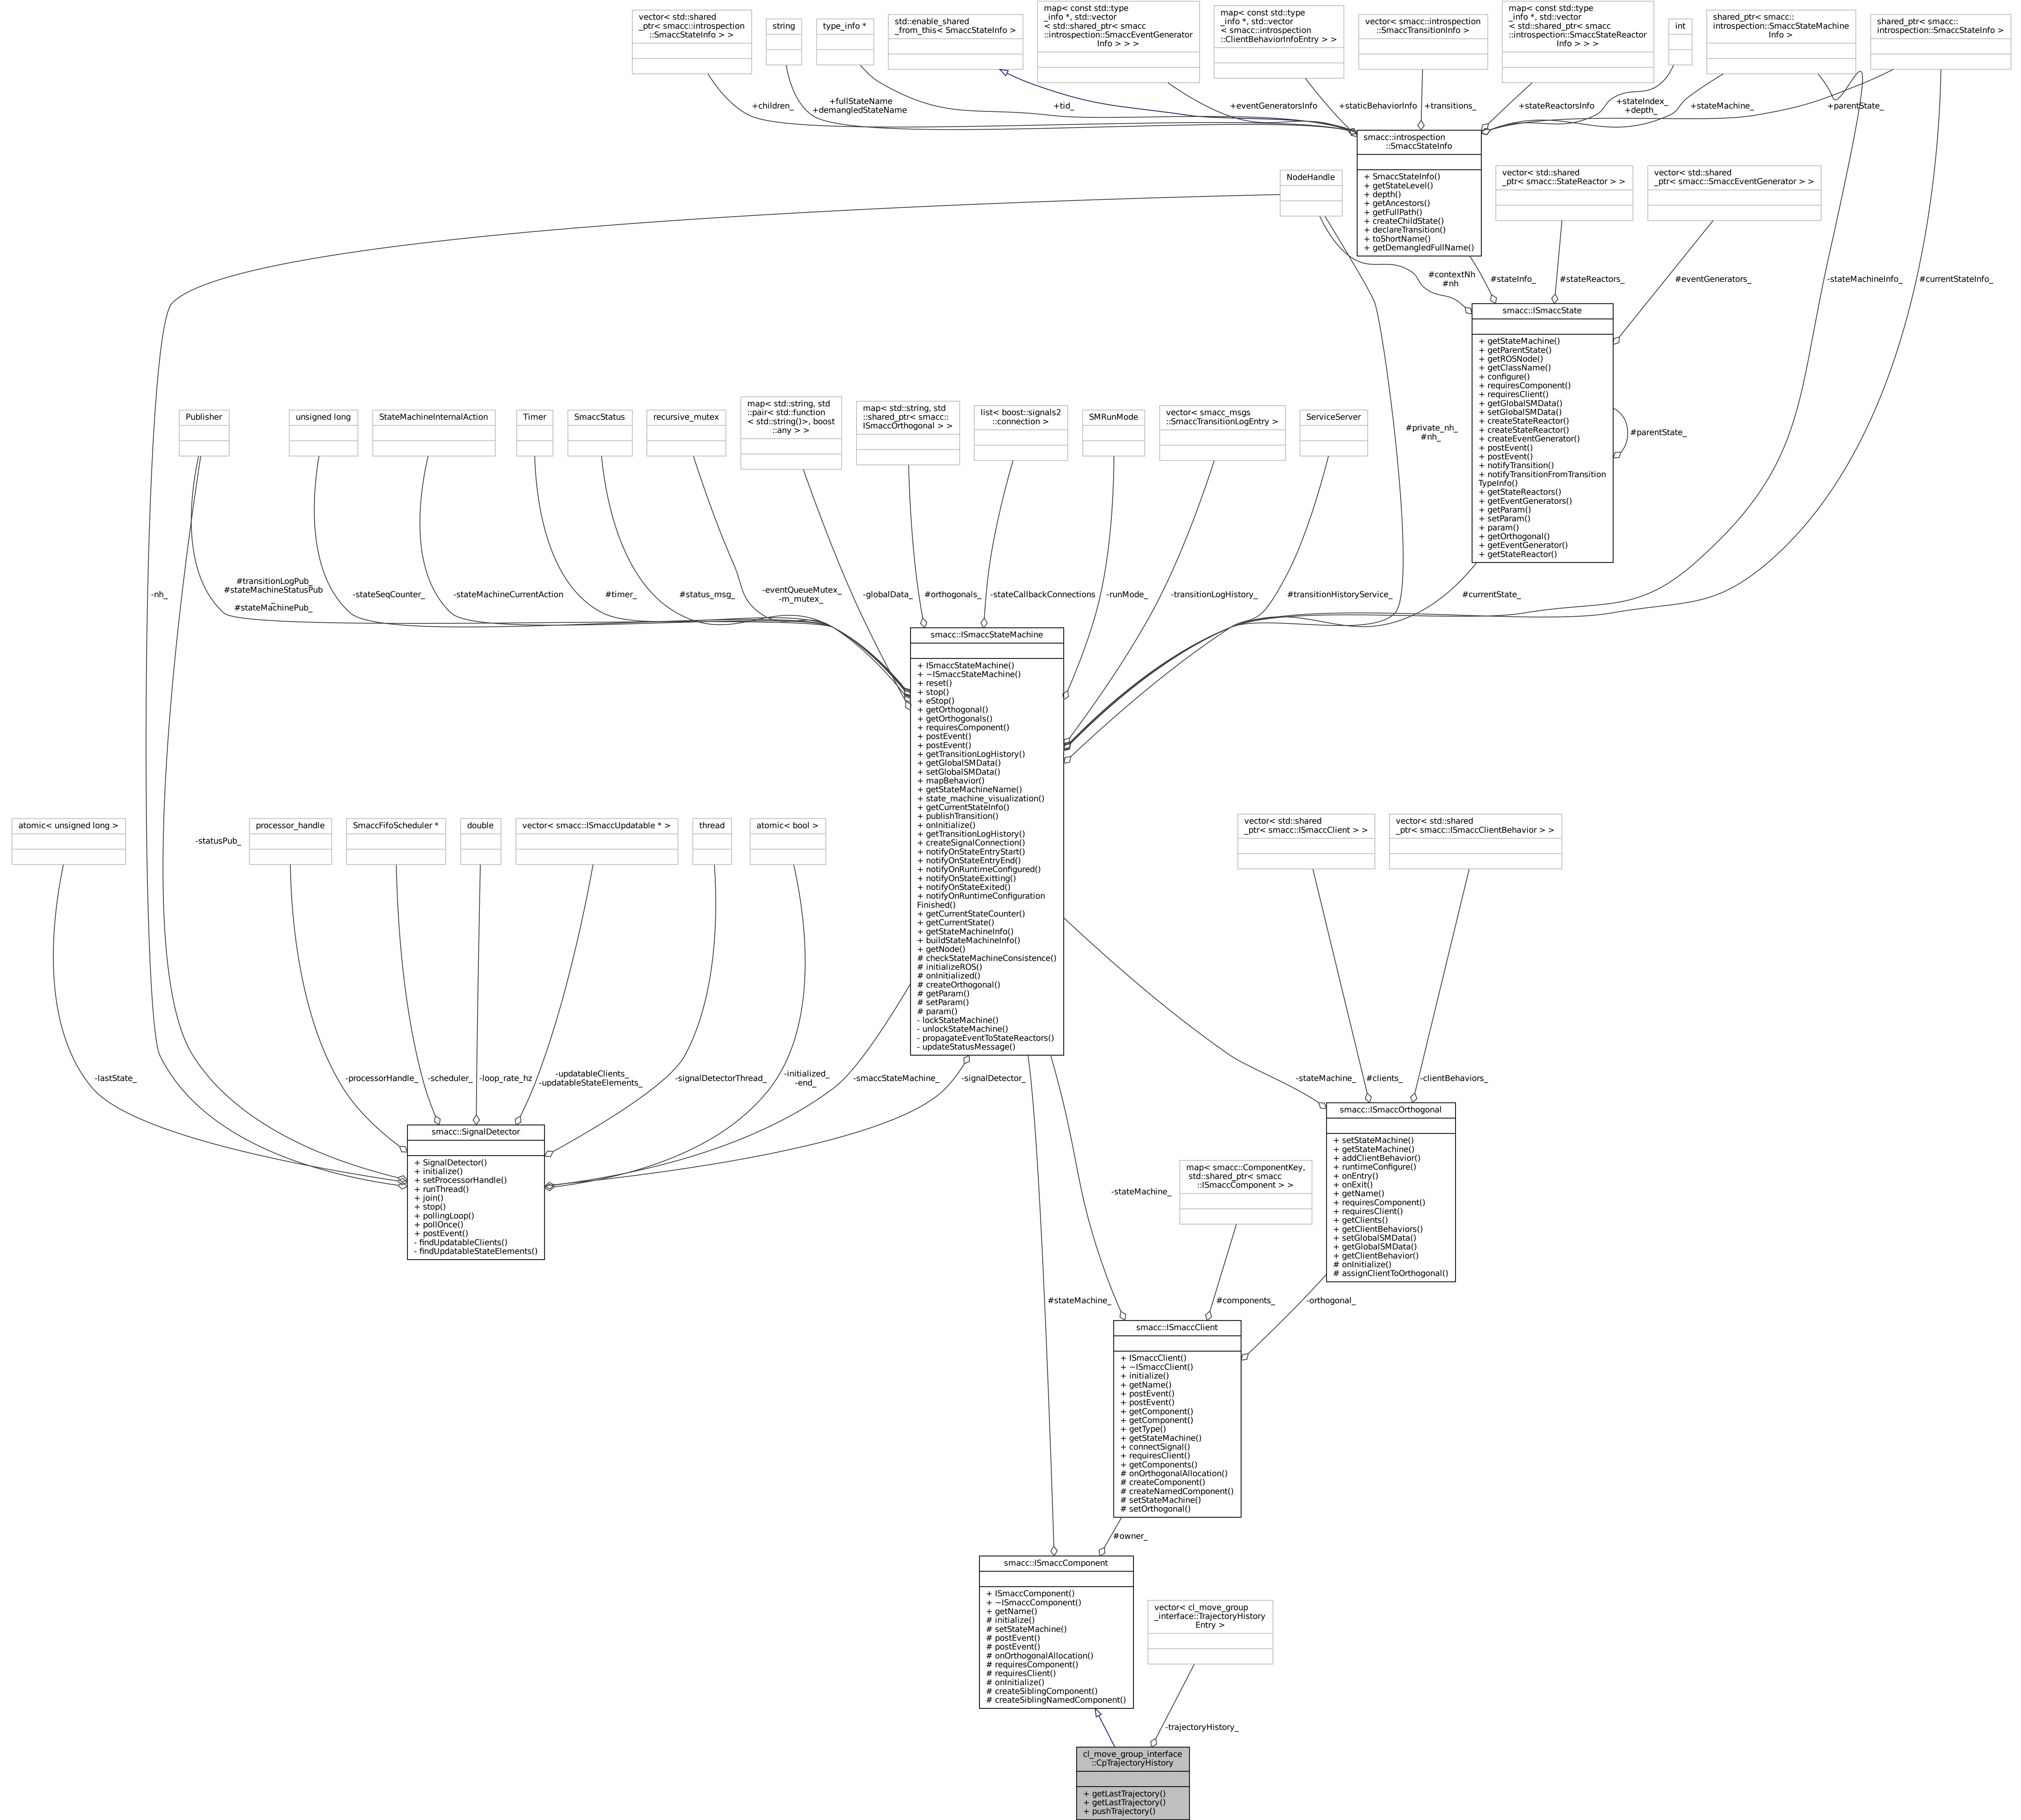 vector< std::shared
_ptr< smacc::introspection
::SmaccStateInfo > >
string
type_info *
std::enable_shared
_from_this< SmaccStateInfo >
map< const std::type
_info *, std::vector
< std::shared_ptr< smacc
::introspection::SmaccEventGenerator
Info > > >
map< const std::type
_info *, std::vector
< smacc::introspection
::ClientBehaviorInfoEntry > >
vector< smacc::introspection
::SmaccTransitionInfo >
map< const std::type
_info *, std::vector
< std::shared_ptr< smacc
::introspection::SmaccStateReactor
Info > > >
int
shared_ptr< smacc::
introspection::SmaccStateMachine
Info >
shared_ptr< smacc::
introspection::SmaccStateInfo >
+children_
+fullStateName
+demangledStateName
+tid_
+eventGeneratorsInfo
+staticBehaviorInfo
+transitions_
+stateReactorsInfo
+stateIndex_
+depth_
+stateMachine_
+parentState_
smacc::introspection
::SmaccStateInfo
+ SmaccStateInfo()
+ getStateLevel()
+ depth()
+ getAncestors()
+ getFullPath()
+ createChildState()
+ declareTransition()
+ toShortName()
+ getDemangledFullName()
NodeHandle
vector< std::shared
_ptr< smacc::StateReactor > >
vector< std::shared
_ptr< smacc::SmaccEventGenerator > >
#contextNh
#nh
#stateInfo_
#stateReactors_
#eventGenerators_
-stateMachineInfo_
#currentStateInfo_
smacc::ISmaccState
+ getStateMachine()
+ getParentState()
+ getROSNode()
+ getClassName()
+ configure()
+ requiresComponent()
+ requiresClient()
+ getGlobalSMData()
+ setGlobalSMData()
+ createStateReactor()
+ createStateReactor()
+ createEventGenerator()
+ postEvent()
+ postEvent()
+ notifyTransition()
+ notifyTransitionFromTransition
TypeInfo()
+ getStateReactors()
+ getEventGenerators()
+ getParam()
+ setParam()
+ param()
+ getOrthogonal()
+ getEventGenerator()
+ getStateReactor()
#parentState_
Publisher
unsigned long
StateMachineInternalAction
Timer
SmaccStatus
recursive_mutex
map< std::string, std
::pair< std::function
< std::string()>, boost
::any > >
map< std::string, std
::shared_ptr< smacc::
ISmaccOrthogonal > >
list< boost::signals2
::connection >
SMRunMode
vector< smacc_msgs
::SmaccTransitionLogEntry >
ServiceServer
#private_nh_
#nh_
-nh_
#transitionLogPub_
#stateMachineStatusPub
_
#stateMachinePub_
-stateSeqCounter_
-stateMachineCurrentAction
#timer_
#status_msg_
-eventQueueMutex_
-m_mutex_
-globalData_
#orthogonals_
-stateCallbackConnections
-runMode_
-transitionLogHistory_
#transitionHistoryService_
#currentState_
smacc::ISmaccStateMachine
+ ISmaccStateMachine()
+ ~ISmaccStateMachine()
+ reset()
+ stop()
+ eStop()
+ getOrthogonal()
+ getOrthogonals()
+ requiresComponent()
+ postEvent()
+ postEvent()
+ getTransitionLogHistory()
+ getGlobalSMData()
+ setGlobalSMData()
+ mapBehavior()
+ getStateMachineName()
+ state_machine_visualization()
+ getCurrentStateInfo()
+ publishTransition()
+ onInitialize()
+ getTransitionLogHistory()
+ createSignalConnection()
+ notifyOnStateEntryStart()
+ notifyOnStateEntryEnd()
+ notifyOnRuntimeConfigured()
+ notifyOnStateExitting()
+ notifyOnStateExited()
+ notifyOnRuntimeConfiguration
Finished()
+ getCurrentStateCounter()
+ getCurrentState()
+ getStateMachineInfo()
+ buildStateMachineInfo()
+ getNode()
# checkStateMachineConsistence()
# initializeROS()
# onInitialized()
# createOrthogonal()
# getParam()
# setParam()
# param()
- lockStateMachine()
- unlockStateMachine()
- propagateEventToStateReactors()
- updateStatusMessage()
atomic< unsigned long >
-statusPub_
processor_handle
SmaccFifoScheduler *
double
vector< smacc::ISmaccUpdatable * >
thread
atomic< bool >
vector< std::shared
_ptr< smacc::ISmaccClient > >
vector< std::shared
_ptr< smacc::ISmaccClientBehavior > >
-lastState_
-processorHandle_
-scheduler_
-loop_rate_hz
-updatableClients_
-updatableStateElements_
-signalDetectorThread_
-initialized_
-end_
-smaccStateMachine_
-signalDetector_
-stateMachine_
#clients_
-clientBehaviors_
smacc::SignalDetector
+ SignalDetector()
+ initialize()
+ setProcessorHandle()
+ runThread()
+ join()
+ stop()
+ pollingLoop()
+ pollOnce()
+ postEvent()
- findUpdatableClients()
- findUpdatableStateElements()
smacc::ISmaccOrthogonal
+ setStateMachine()
+ getStateMachine()
+ addClientBehavior()
+ runtimeConfigure()
+ onEntry()
+ onExit()
+ getName()
+ requiresComponent()
+ requiresClient()
+ getClients()
+ getClientBehaviors()
+ setGlobalSMData()
+ getGlobalSMData()
+ getClientBehavior()
# onInitialize()
# assignClientToOrthogonal()
map< smacc::ComponentKey,
std::shared_ptr< smacc
::ISmaccComponent > >
-stateMachine_
#stateMachine_
#components_
-orthogonal_
smacc::ISmaccClient
+ ISmaccClient()
+ ~ISmaccClient()
+ initialize()
+ getName()
+ postEvent()
+ postEvent()
+ getComponent()
+ getComponent()
+ getType()
+ getStateMachine()
+ connectSignal()
+ requiresClient()
+ getComponents()
# onOrthogonalAllocation()
# createComponent()
# createNamedComponent()
# setStateMachine()
# setOrthogonal()
#owner_
smacc::ISmaccComponent
+ ISmaccComponent()
+ ~ISmaccComponent()
+ getName()
# initialize()
# setStateMachine()
# postEvent()
# postEvent()
# onOrthogonalAllocation()
# requiresComponent()
# requiresClient()
# onInitialize()
# createSiblingComponent()
# createSiblingNamedComponent()
vector< cl_move_group
_interface::TrajectoryHistory
Entry >
-trajectoryHistory_
cl_move_group_interface
::CpTrajectoryHistory
+ getLastTrajectory()
+ getLastTrajectory()
+ pushTrajectory()